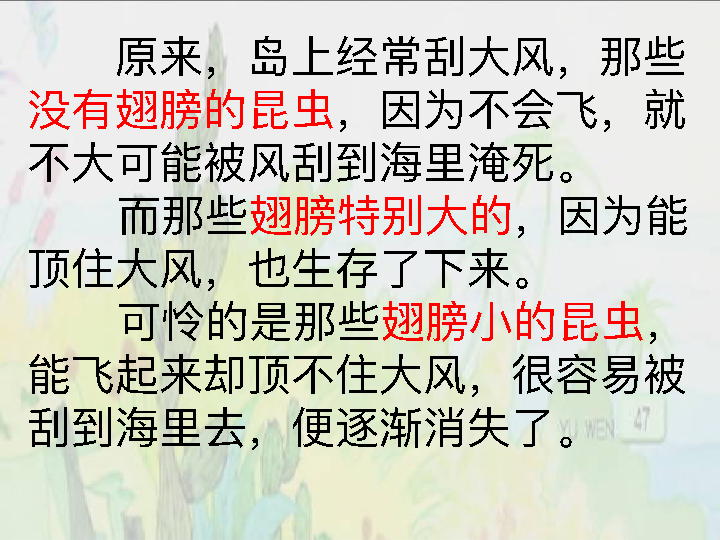 原来，岛上经常刮大风，那些
没有翅膀的昆虫，因为不会飞，就
不大可能被风刮到海里淹死。
而那些翅膀特别大的，因为能
顶住大风，也生存了下来。
可怜的是那些翅膀小的昆虫，
能飞起来却顶不住大风，很容易被
刮到海里去，便逐渐消失了。
YU WEN 47